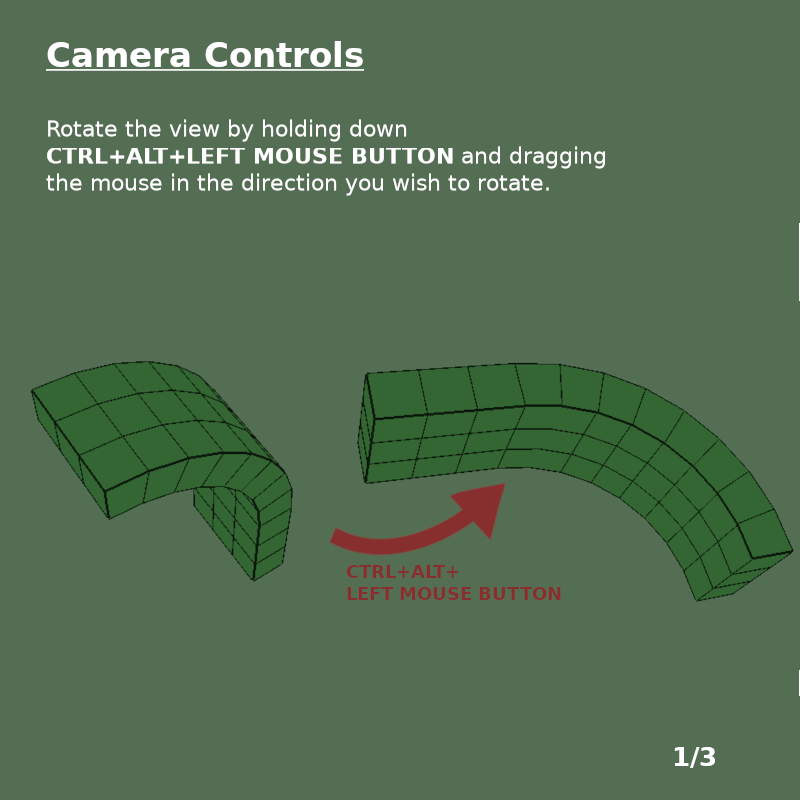 Camera Controls
Rotate the view by holding down
CTRL+ALT+LEFT MOUSE BUTTON and dragging
the mouse in the direction you wish to rotate.
CTRL+ALT+
LEFT MOUSE BUTTON
1/3